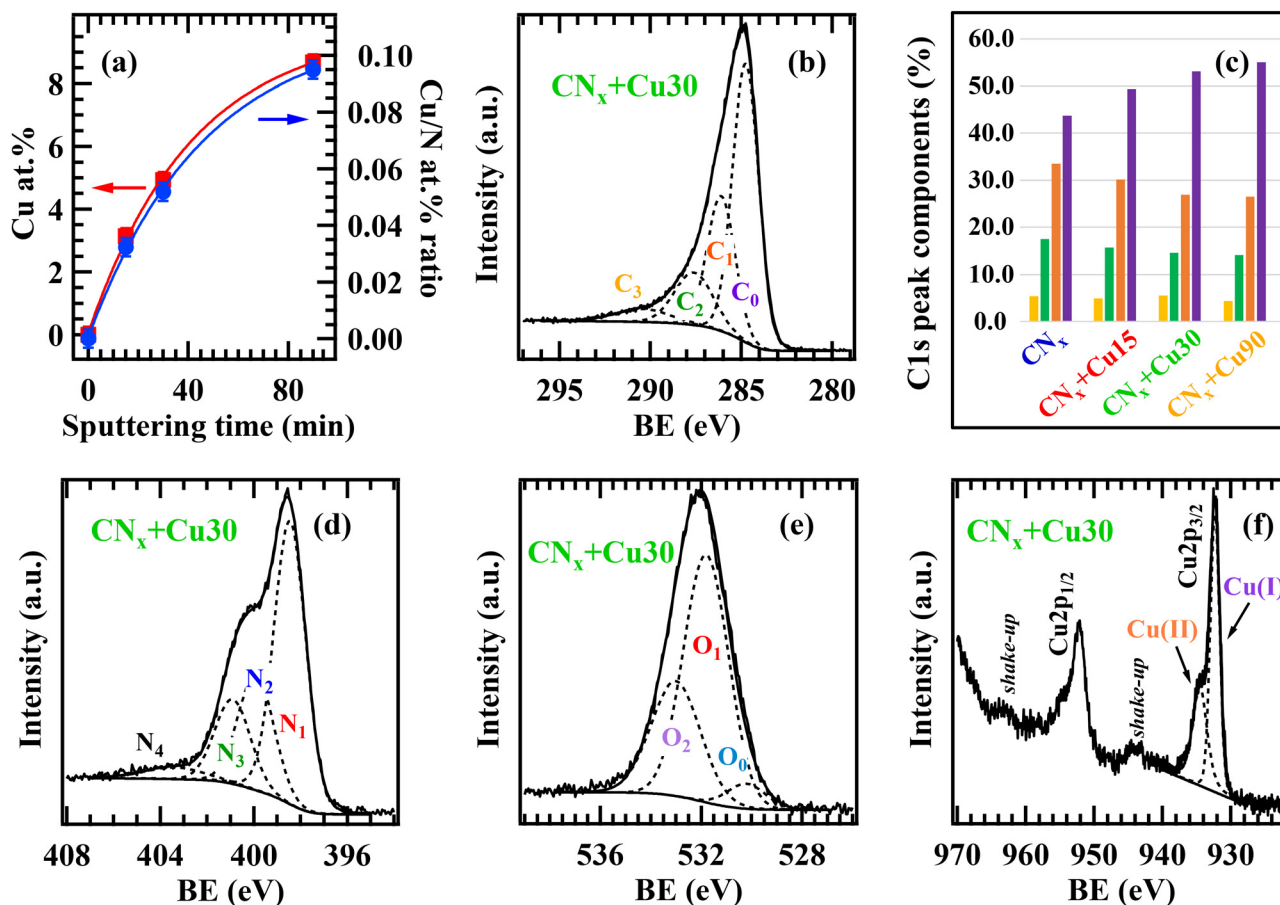 (a)
Cu at.%
8
6
4
2
0
0.10
0.08
0.06
0.04
0.02
0.00
Cu/N at.% ratio
0 40 80
Sputtering time (min)
(b)
CNx+Cu30
Intensity (a.u.)
C3
C2
C1
C0
295 290 285 280
BE (eV)
(c)
C1s peak components (%)
60.0
50.0
40.0
30.0
20.0
10.0
0.0
CNx
CNx+Cu15
CNx+Cu30
CNx+Cu90
(d)
CNx+Cu30
Intensity (a.u.)
N4
N3
N2
N1
408 404 400 396
BE (eV)
(e)
CNx+Cu30
Intensity (a.u.)
O2
O1
O0
536 532 528
BE (eV)
(f)
CNx+Cu30
Intensity (a.u.)
shake-up
Cu2p1/2
shake-up
Cu(II)
Cu2p3/2
Cu(I)
970 960 950 940 930
BE (eV)